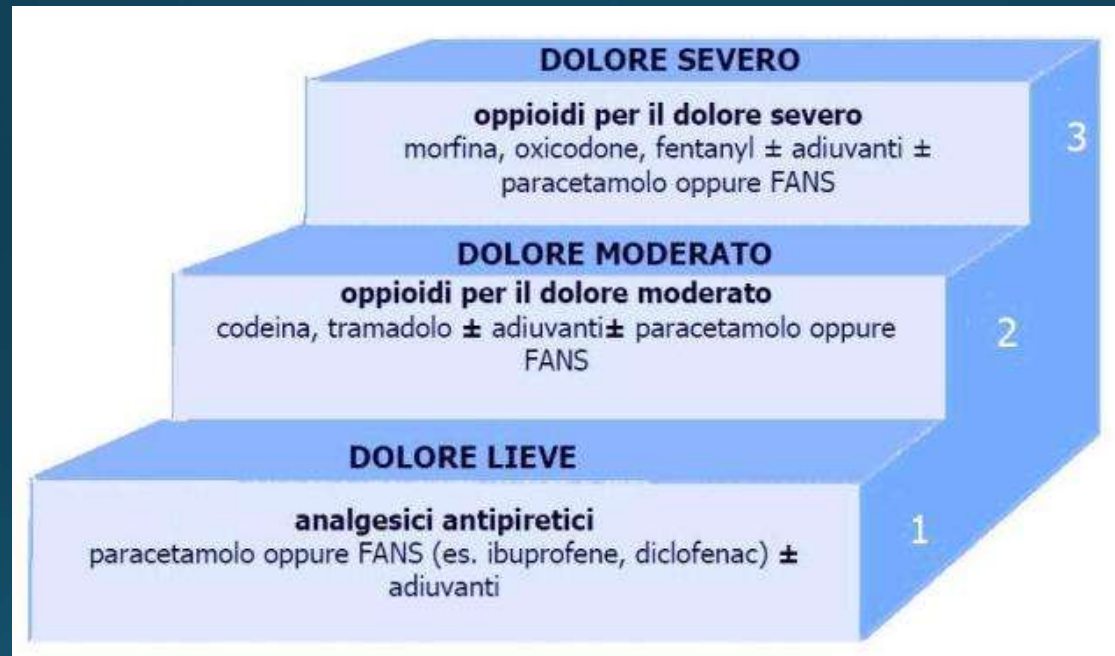 DOLORE SEVERO
oppioidi per il dolore severo
morfina, oxicodone, fentanyl ± adiuvanti ±
paracetamolo oppure FANS
3
DOLORE MODERATO
oppioidi per il dolore moderato
codeina, tramadolo ± adiuvanti± paracetamolo oppure
FANS
2
DOLORE LIEVE
analgesici antipiretici
paracetamolo oppure FANS (es. ibuprofene, diclofenac) ±
adiuvanti
1